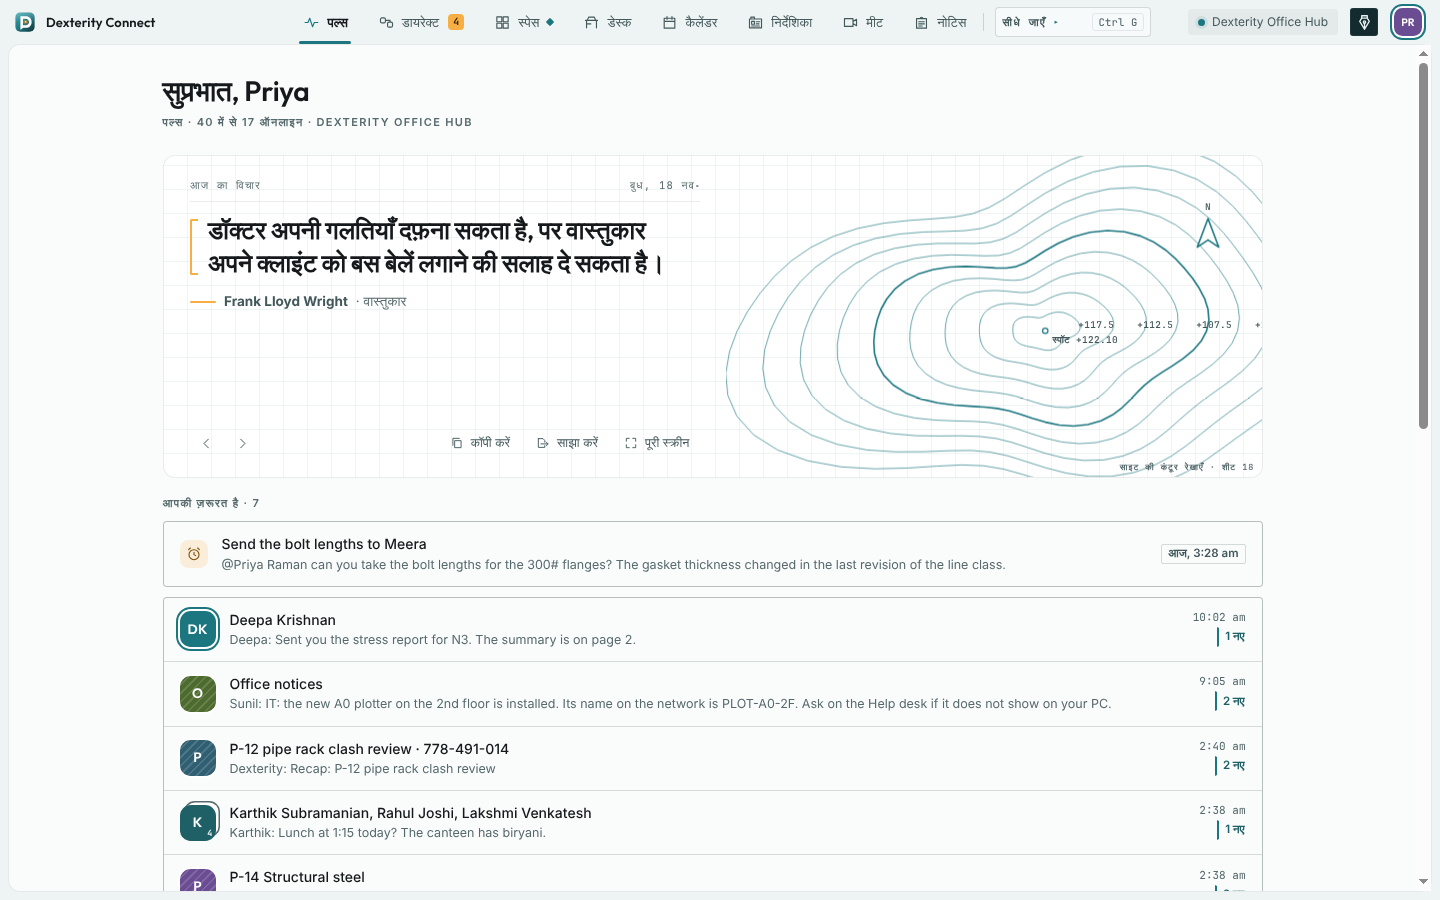 Dexterity Connect
पल्स
डायरेक्ट 4
स्पेस
डेस्क
कैलेंडर
निर्देशिका
मीट
नोटिस
सीधे जाएँ
Ctrl G
Dexterity Office Hub
PR
सुप्रभात, Priya
पल्स · 40 में से 17 ऑनलाइन · DEXTERITY OFFICE HUB
आज का विचार
बुध, 18 नव॰
डॉक्टर अपनी गलतियाँ दफ़ना सकता है, पर वास्तुकार
अपने क्लाइंट को बस बेलें लगाने की सलाह दे सकता है।
Frank Lloyd Wright · वास्तुकार
कॉपी करें
साझा करें
पूरी स्क्रीन
N
+117.5 +112.5 +107.5
स्पॉट +122.10
साइट की कंटूर रेखाएँ · शीट 18
आपकी ज़रूरत है · 7
Send the bolt lengths to Meera
@Priya Raman can you take the bolt lengths for the 300# flanges? The gasket thickness changed in the last revision of the line class.
आज, 3:28 am
DK
Deepa Krishnan
10:02 am
Deepa: Sent you the stress report for N3. The summary is on page 2.
1 नए
O
Office notices
9:05 am
Sunil: IT: the new A0 plotter on the 2nd floor is installed. Its name on the network is PLOT-A0-2F. Ask on the Help desk if it does not show on your PC.
2 नए
P
P-12 pipe rack clash review · 778-491-014
2:40 am
Dexterity: Recap: P-12 pipe rack clash review
2 नए
K 4
Karthik Subramanian, Rahul Joshi, Lakshmi Venkatesh
2:38 am
Karthik: Lunch at 1:15 today? The canteen has biryani.
1 नए
P
P-14 Structural steel
2:38 am